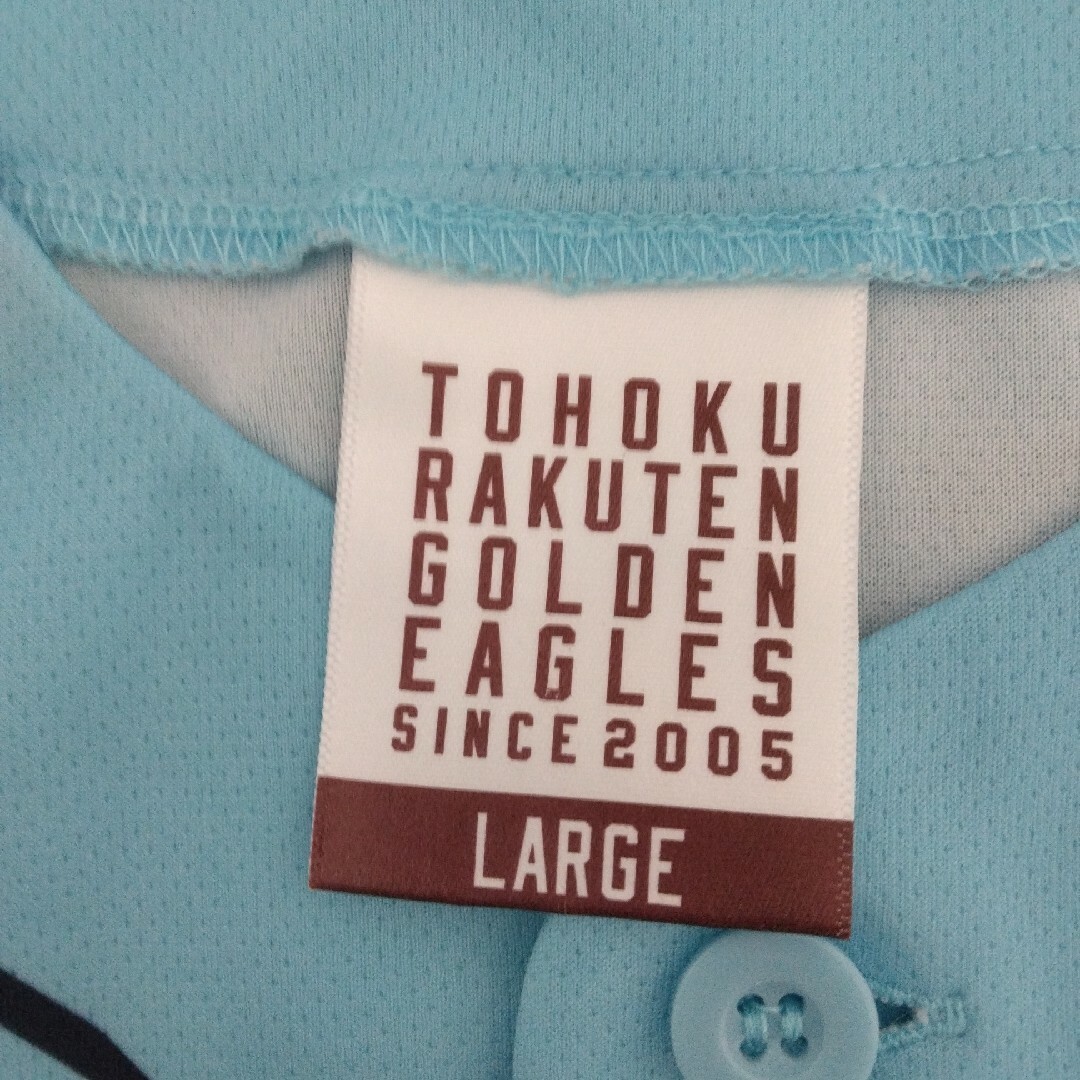 TOHOKU
RAKUTEN
GOLDEN
EAGLES
SINCE 2005
LARGE